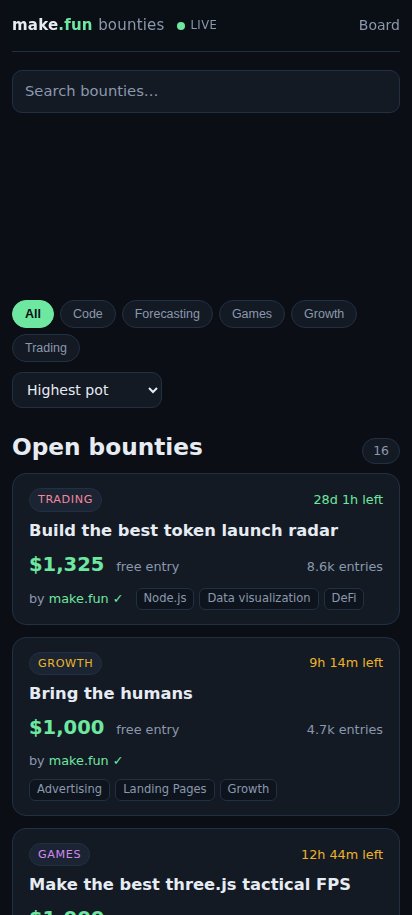 make.fun bounties LIVE Board
Search bounties...
All Code Forecasting Games Growth
Trading
Highest pot
Open bounties 16
TRADING 28d 1h left
Build the best token launch radar
$1,325 free entry 8.6k entries
by make.fun ✓ Node.js Data visualization DeFi
GROWTH 9h 14m left
Bring the humans
$1,000 free entry 4.7k entries
by make.fun ✓
Advertising Landing Pages Growth
GAMES 12h 44m left
Make the best three.js tactical FPS